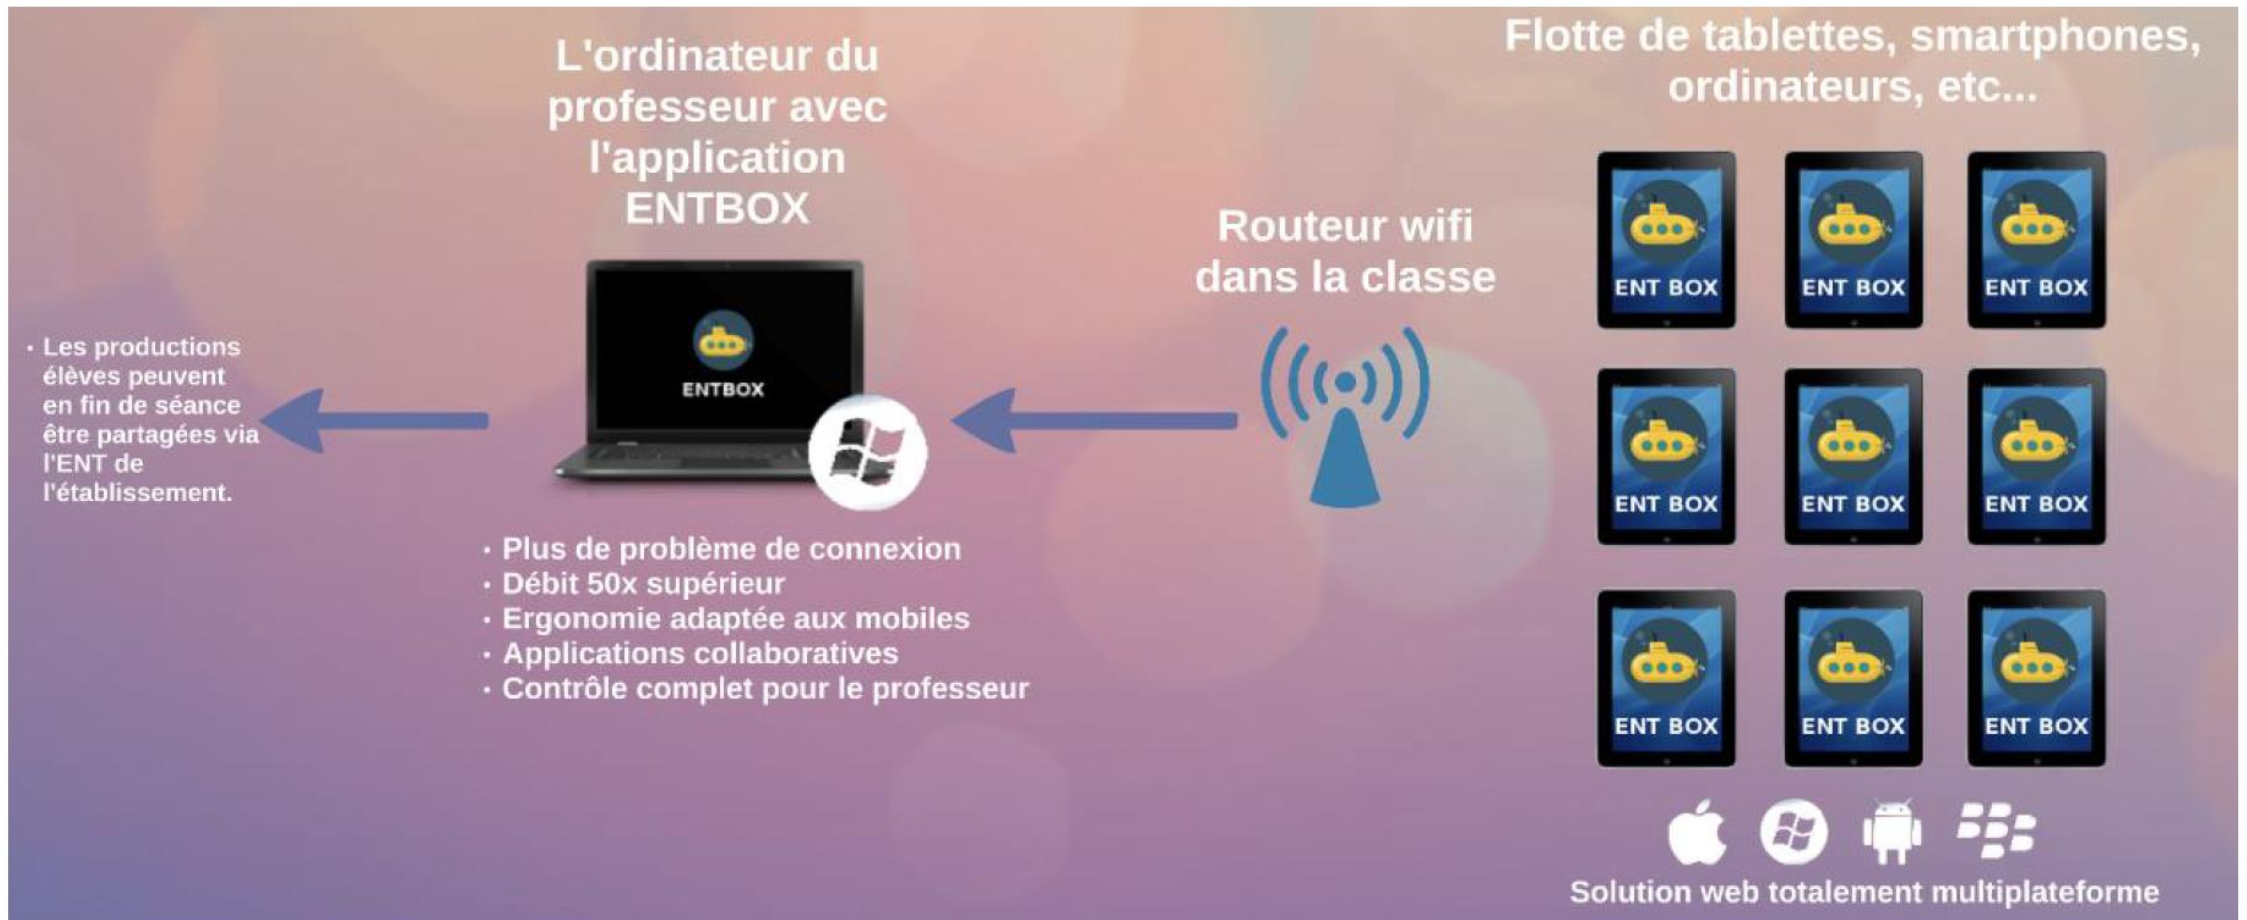 L'ordinateur du
professeur avec
l'application
ENTBOX
ENTBOX
· Les productions
élèves peuvent
en fin de séance
être partagées via
l'ENT de
l'établissement.
· Plus de problème de connexion
· Débit 50x supérieur
· Ergonomie adaptée aux mobiles
· Applications collaboratives
· Contrôle complet pour le professeur
Routeur wifi
dans la classe
Flotte de tablettes, smartphones,
ordinateurs, etc...
ENT BOX
ENT BOX
ENT BOX
ENT BOX
ENT BOX
ENT BOX
ENT BOX
ENT BOX
ENT BOX
Solution web totalement multiplateforme